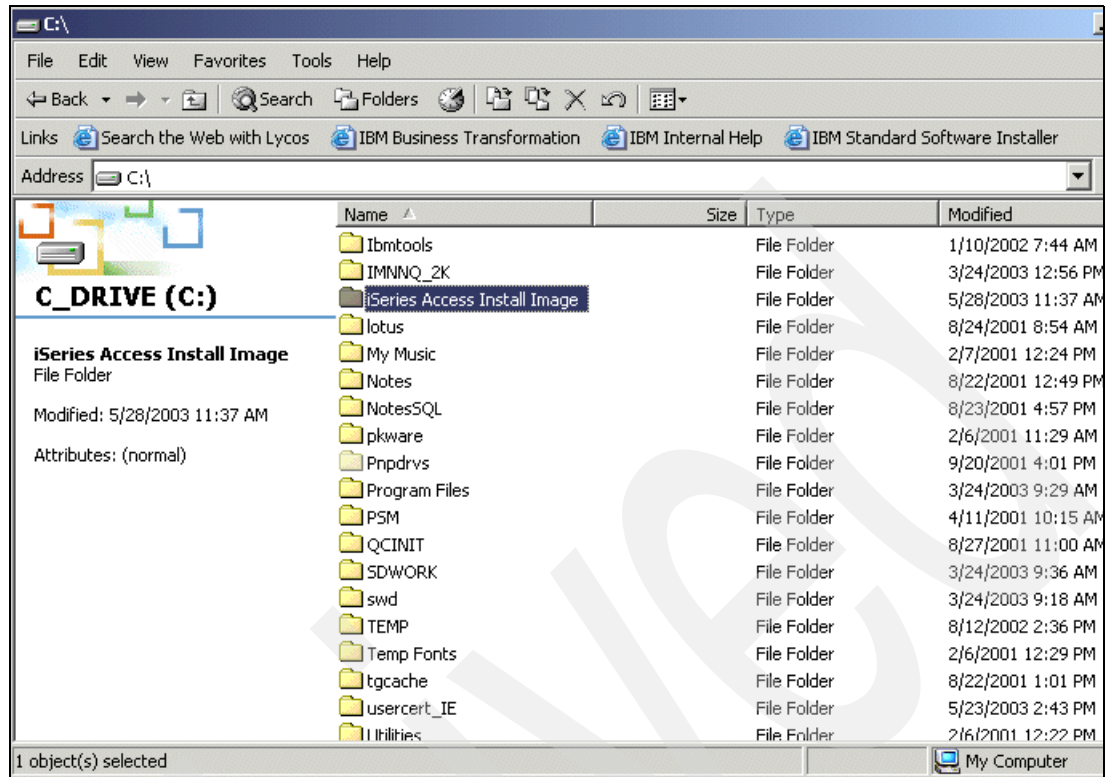 C:\
File Edit View Favorites Tools Help
Back Search Folders
Links Search the Web with Lycos IBM Business Transformation IBM Internal Help IBM Standard Software Installer
Address C:\
C_DRIVE (C:)
iSeries Access Install Image
File Folder
Modified: 5/28/2003 11:37 AM
Attributes: (normal)
Name Size Type Modified
Ibmtools File Folder 1/10/2002 7:44 AM
IMNNQ_2K File Folder 3/24/2003 12:56 PM
iSeries Access Install Image File Folder 5/28/2003 11:37 AM
lotus File Folder 8/24/2001 8:54 AM
My Music File Folder 2/7/2001 12:24 PM
Notes File Folder 8/22/2001 12:49 PM
NotesSQL File Folder 8/23/2001 4:57 PM
pkware File Folder 2/6/2001 11:29 AM
Pnpdrvs File Folder 9/20/2001 4:01 PM
Program Files File Folder 3/24/2003 9:29 AM
PSM File Folder 4/11/2001 10:15 AM
QCINIT File Folder 8/27/2001 11:00 AM
SDWORK File Folder 3/24/2003 9:36 AM
swd File Folder 3/24/2003 9:18 AM
TEMP File Folder 8/12/2002 2:36 PM
Temp Fonts File Folder 2/6/2001 12:29 PM
tgcache File Folder 8/22/2001 1:01 PM
usercert_IE File Folder 5/23/2003 2:43 PM
Utilities File Folder 2/6/2001 12:22 PM
1 object(s) selected My Computer